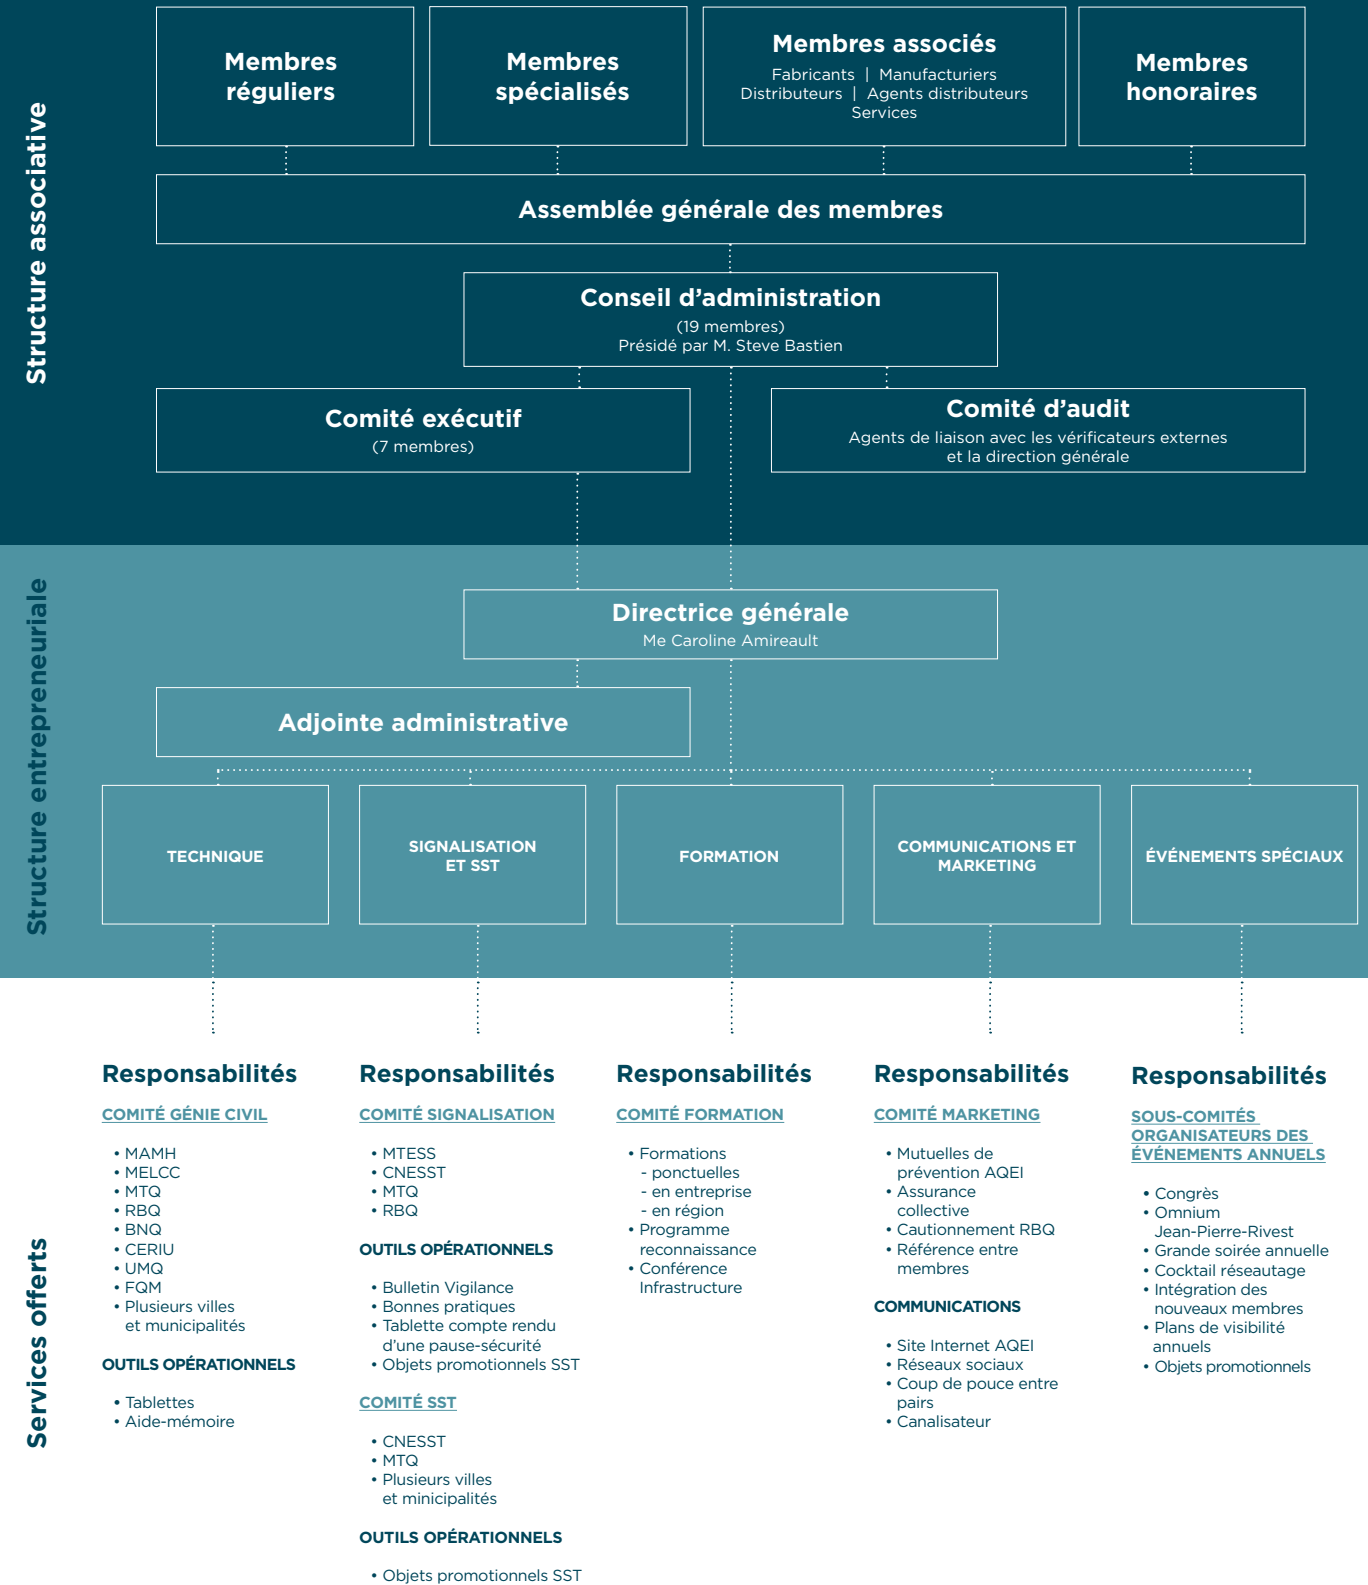 Structure associative
Membres
réguliers
Membres
spécialisés
Membres associés
Fabricants | Manufacturiers
Distributeurs | Agents distributeurs
Services
Membres
honoraires
Assemblée générale des membres
Conseil d’administration
(19 membres)
Présidé par M. Steve Bastien
Comité exécutif
(7 membres)
Comité d’audit
Agents de liaison avec les vérificateurs externes
et la direction générale
Structure entrepreneuriale
Directrice générale
Me Caroline Amireault
Adjointe administrative
TECHNIQUE
SIGNALISATION
ET SST
FORMATION
COMMUNICATIONS ET
MARKETING
ÉVÉNEMENTS SPÉCIAUX
Services offerts
Responsabilités
COMITÉ GÉNIE CIVIL
• MAMH
• MELCC
• MTQ
• RBQ
• BNQ
• CERIU
• UMQ
• FQM
• Plusieurs villes
et municipalités
OUTILS OPÉRATIONNELS
• Tablettes
• Aide-mémoire
Responsabilités
COMITÉ SIGNALISATION
• MTESS
• CNESST
• MTQ
• RBQ
OUTILS OPÉRATIONNELS
• Bulletin Vigilance
• Bonnes pratiques
• Tablette compte rendu
d’une pause-sécurité
• Objets promotionnels SST
COMITÉ SST
• CNESST
• MTQ
• Plusieurs villes
et minicipalités
OUTILS OPÉRATIONNELS
• Objets promotionnels SST
Responsabilités
COMITÉ FORMATION
• Formations
- ponctuelles
- en entreprise
- en région
• Programme
reconnaissance
• Conférence
Infrastructure
Responsabilités
COMITÉ MARKETING
• Mutuelles de
prévention AQEI
• Assurance
collective
• Cautionnement RBQ
• Référence entre
membres
COMMUNICATIONS
• Site Internet AQEI
• Réseaux sociaux
• Coup de pouce entre
pairs
• Canalisateur
Responsabilités
SOUS-COMITÉS
ORGANISATEURS DES
ÉVÉNEMENTS ANNUELS
• Congrès
• Omnium
Jean-Pierre-Rivest
• Grande soirée annuelle
• Cocktail réseautage
• Intégration des
nouveaux membres
• Plans de visibilité
annuels
• Objets promotionnels